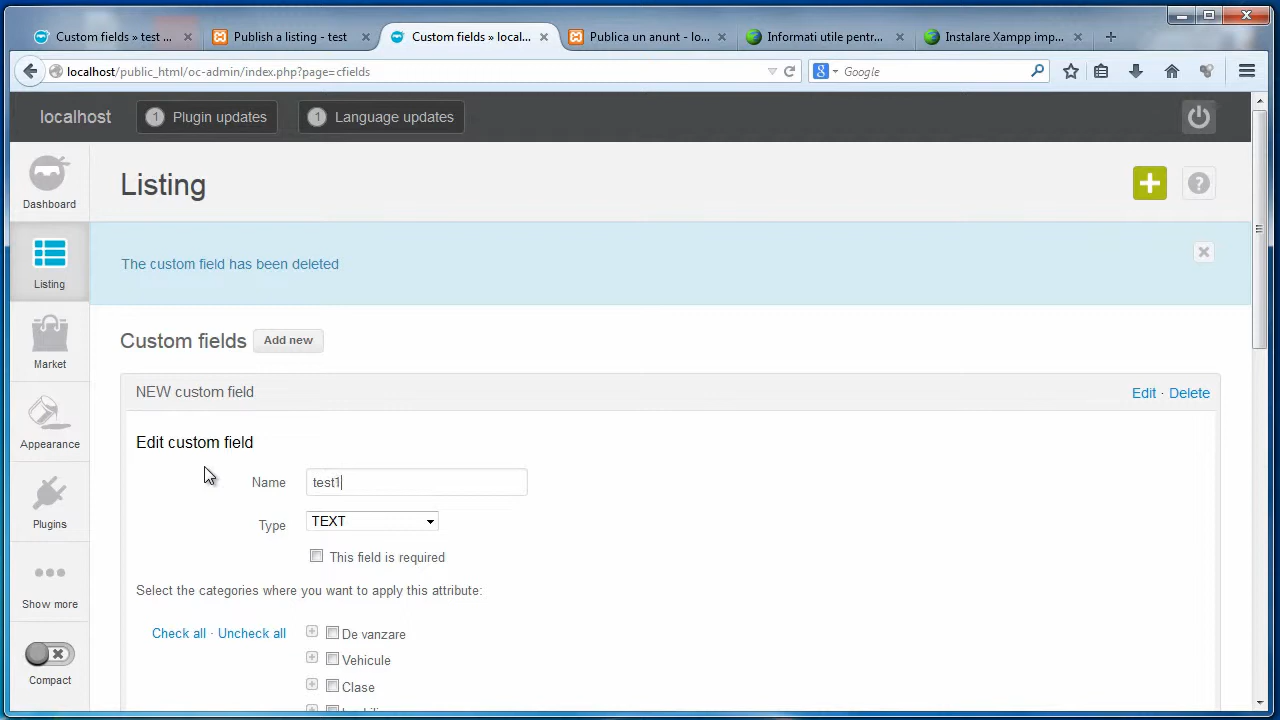 Custom fields » test ...
Publish a listing - test
Custom fields » local...
Publica un anunt - lo...
Informati utile pentr...
Instalare Xampp imp...
localhost/public_html/oc-admin/index.php?page=cfields
Google
localhost
1 Plugin updates
1 Language updates
Dashboard
Listing
The custom field has been deleted
Listing
Custom fields
Add new
Market
NEW custom field
Edit · Delete
Edit custom field
Appearance
Name
test1
Type
TEXT
Plugins
This field is required
Select the categories where you want to apply this attribute:
Show more
Check all · Uncheck all
De vanzare
Vehicule
Compact
Clase